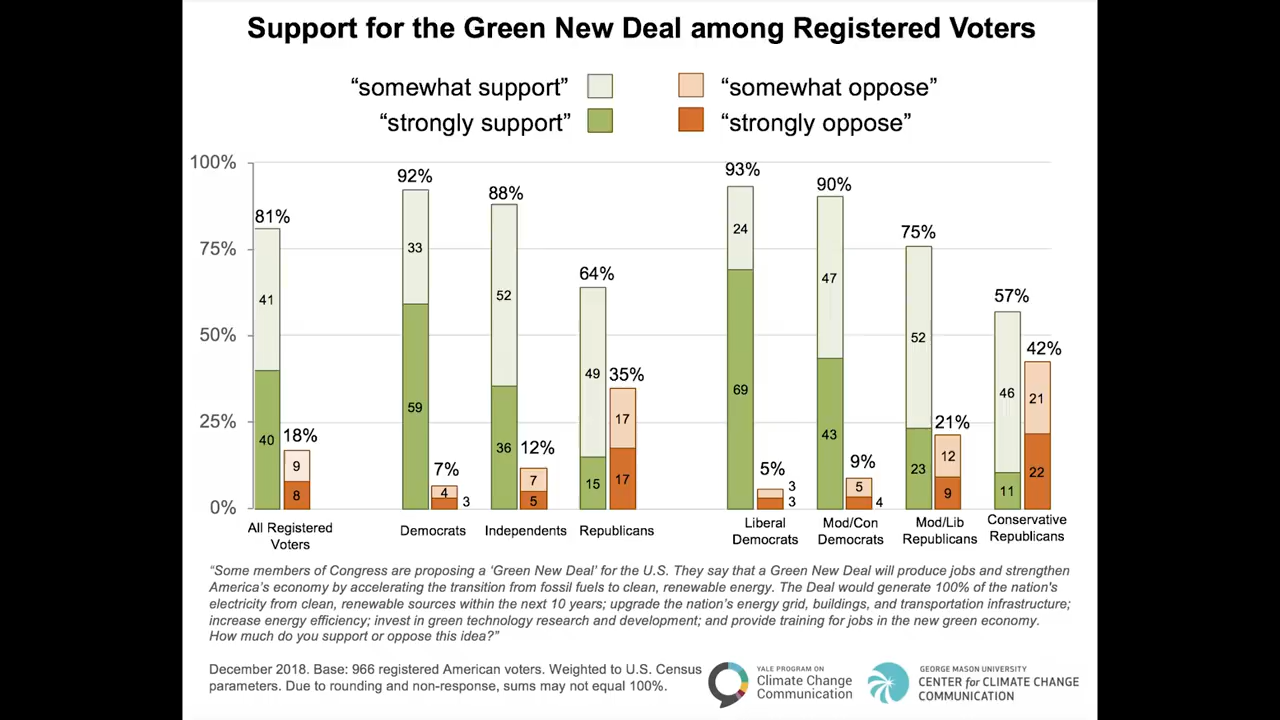 Support for the Green New Deal among Registered Voters
“somewhat support”
“somewhat oppose”
“strongly support”
“strongly oppose”
100%
75%
50%
25%
0%
81%
41
40
18%
9
8
92%
33
59
7%
4
3
88%
52
36
12%
7
5
64%
49
15
35%
17
17
93%
24
69
5%
3
3
90%
47
43
9%
5
4
75%
52
23
21%
12
9
57%
46
11
42%
21
22
All Registered
Voters
Democrats
Independents
Republicans
Liberal
Democrats
Mod/Con
Democrats
Mod/Lib
Republicans
Conservative
Republicans
“Some members of Congress are proposing a ‘Green New Deal’ for the U.S. They say that a Green New Deal will produce jobs and strengthen
America’s economy by accelerating the transition from fossil fuels to clean, renewable energy. The Deal would generate 100% of the nation's
electricity from clean, renewable sources within the next 10 years; upgrade the nation’s energy grid, buildings, and transportation infrastructure;
increase energy efficiency; invest in green technology research and development; and provide training for jobs in the new green economy.
How much do you support or oppose this idea?”
December 2018. Base: 966 registered American voters. Weighted to U.S. Census
parameters. Due to rounding and non-response, sums may not equal 100%.
YALE PROGRAM ON
Climate Change
Communication
GEORGE MASON UNIVERSITY
CENTER for CLIMATE CHANGE
COMMUNICATION